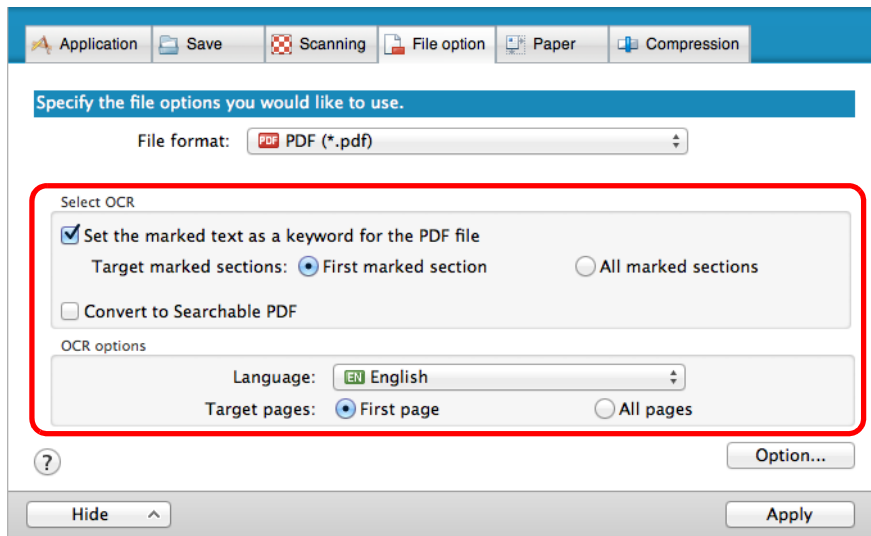 Application Save Scanning File option Paper Compression
Specify the file options you would like to use.
File format: PDF PDF (*.pdf)
Select OCR
Set the marked text as a keyword for the PDF file
Target marked sections: First marked section All marked sections
Convert to Searchable PDF
OCR options
Language: EN English
Target pages: First page All pages
? Option...
Hide Apply